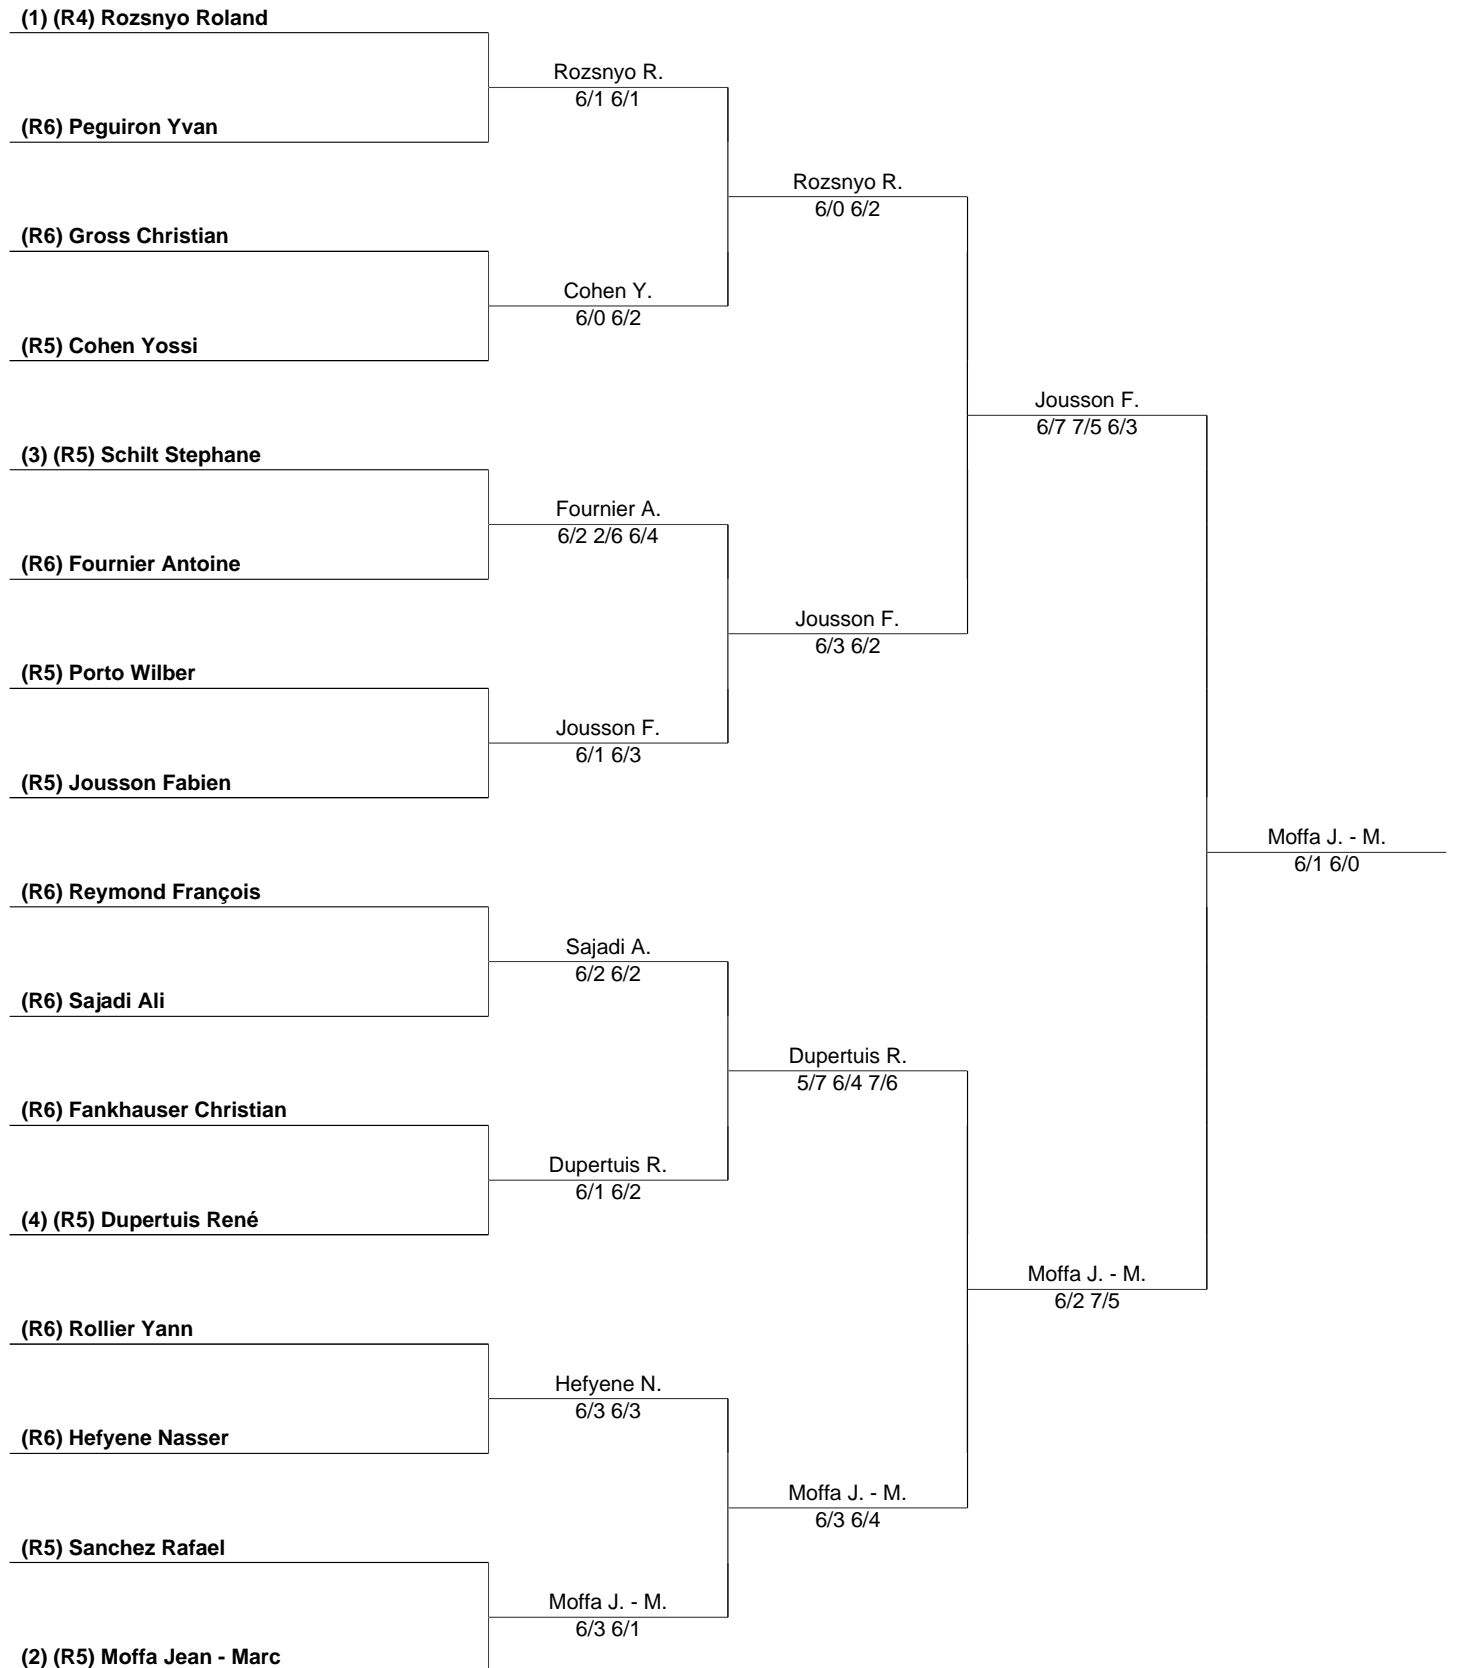 (1) (R4) Rozsnyo Roland
Rozsnyo R.
6/1 6/1
(R6) Peguiron Yvan
Rozsnyo R.
6/0 6/2
(R6) Gross Christian
Cohen Y.
6/0 6/2
(R5) Cohen Yossi
Jousson F.
6/7 7/5 6/3
(3) (R5) Schilt Stephane
Fournier A.
6/2 2/6 6/4
(R6) Fournier Antoine
Jousson F.
6/3 6/2
(R5) Porto Wilber
Jousson F.
6/1 6/3
(R5) Jousson Fabien
Moffa J. - M.
6/1 6/0
(R6) Reymond François
Sajadi A.
6/2 6/2
(R6) Sajadi Ali
Dupertuis R.
5/7 6/4 7/6
(R6) Fankhauser Christian
Dupertuis R.
6/1 6/2
(4) (R5) Dupertuis René
Moffa J. - M.
6/2 7/5
(R6) Rollier Yann
Hefyene N.
6/3 6/3
(R6) Hefyene Nasser
Moffa J. - M.
6/3 6/4
(R5) Sanchez Rafael
Moffa J. - M.
6/3 6/1
(2) (R5) Moffa Jean - Marc